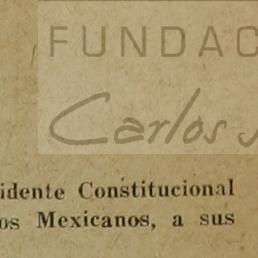 FUNDAC
Carlos S
idente Constitucional
os Mexicanos, a sus